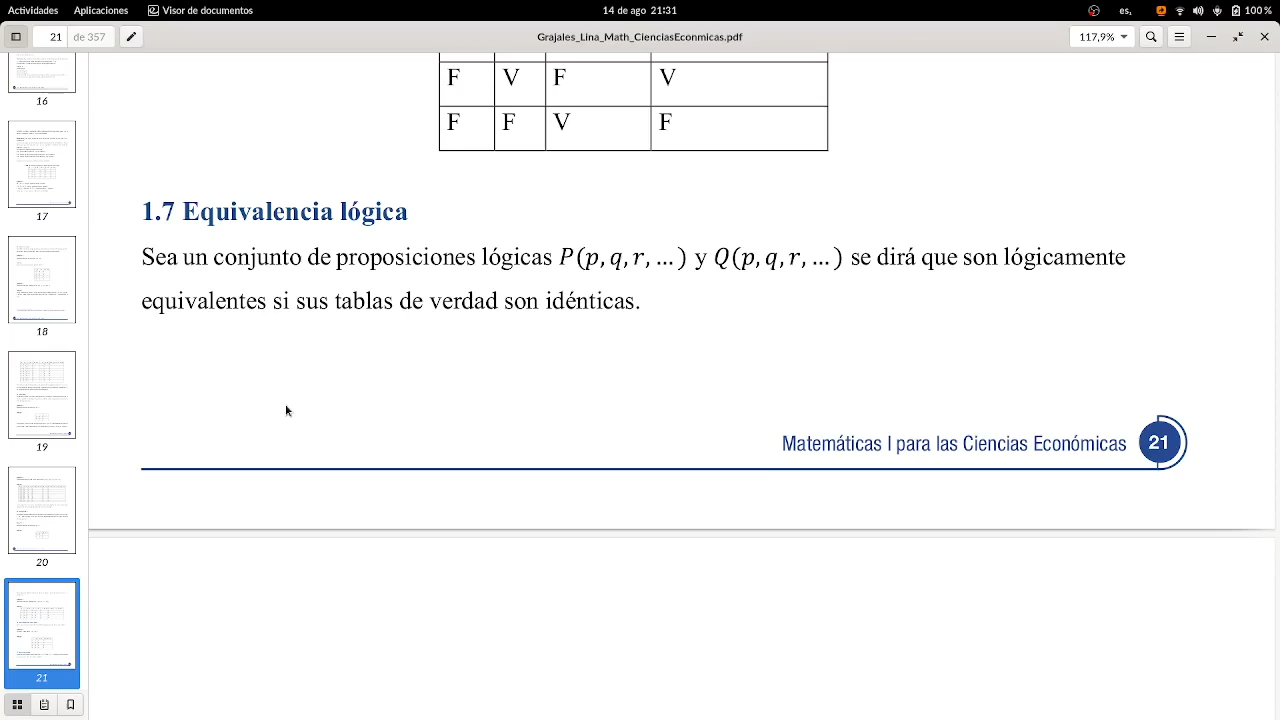 Actividades Aplicaciones Visor de documentos 14 de ago 21:31 es, 100 %
21 de 357 Grajales_Lina_Math_CienciasEconmicas.pdf 117,9%
F V F V
F F V F
1.7 Equivalencia lógica
Sea un conjunto de proposiciones lógicas P(p, q, r, ... ) y Q(p, q, r, ... ) se dirá que son lógicamente
equivalentes si sus tablas de verdad son idénticas.
Matemáticas I para las Ciencias Económicas 21
16
17
18
19
20
21